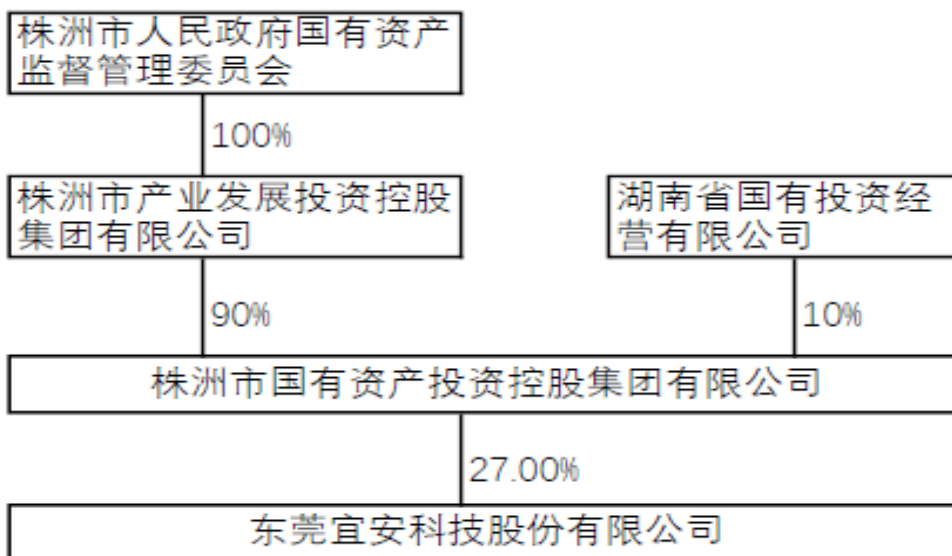 株洲市人民政府国有资产
监督管理委员会
100%
株洲市产业发展投资控股
集团有限公司
湖南省国有投资经
营有限公司
90%
10%
株洲市国有资产投资控股集团有限公司
27.00%
东莞宜安科技股份有限公司